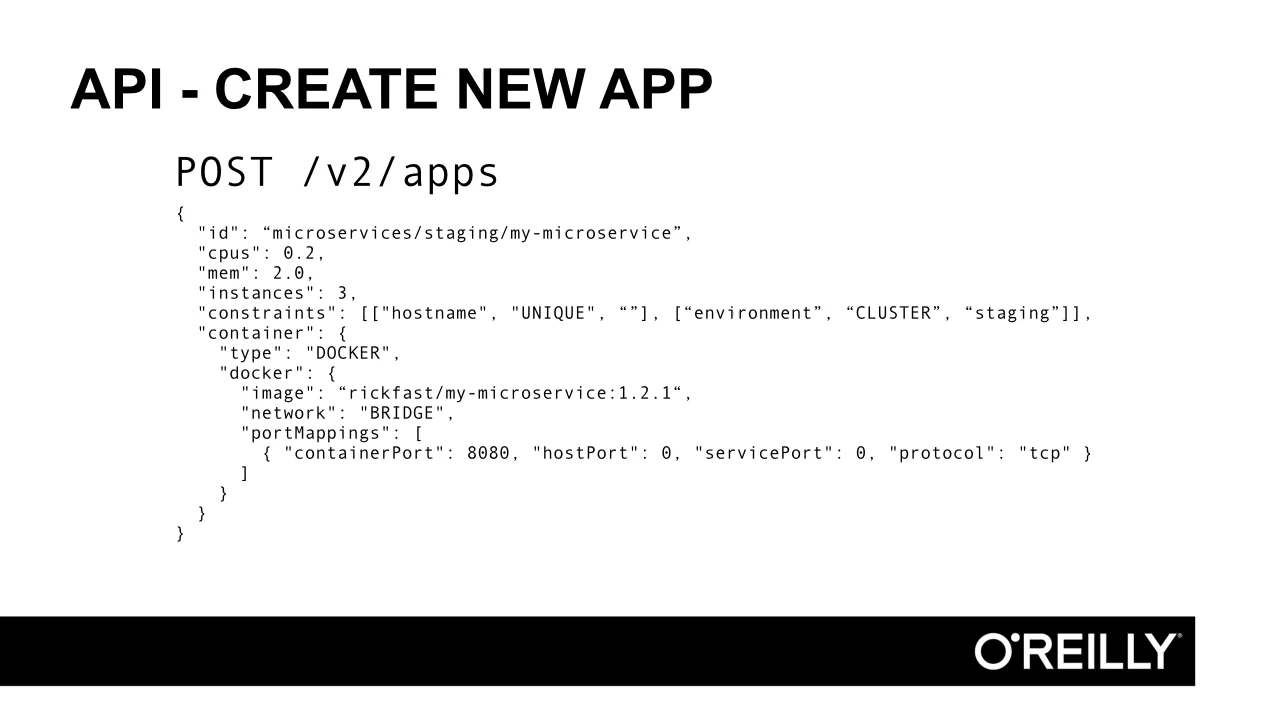 API - CREATE NEW APP
POST /v2/apps
{
  "id": “microservices/staging/my-microservice”,
  "cpus": 0.2,
  "mem": 2.0,
  "instances": 3,
  "constraints": [["hostname", "UNIQUE", “”], [“environment”, “CLUSTER”, “staging”]],
  "container": {
    "type": "DOCKER",
    "docker": {
      "image": “rickfast/my-microservice:1.2.1“,
      "network": "BRIDGE",
      "portMappings": [
        { "containerPort": 8080, "hostPort": 0, "servicePort": 0, "protocol": "tcp" }
      ]
    }
  }
}
O'REILLY®